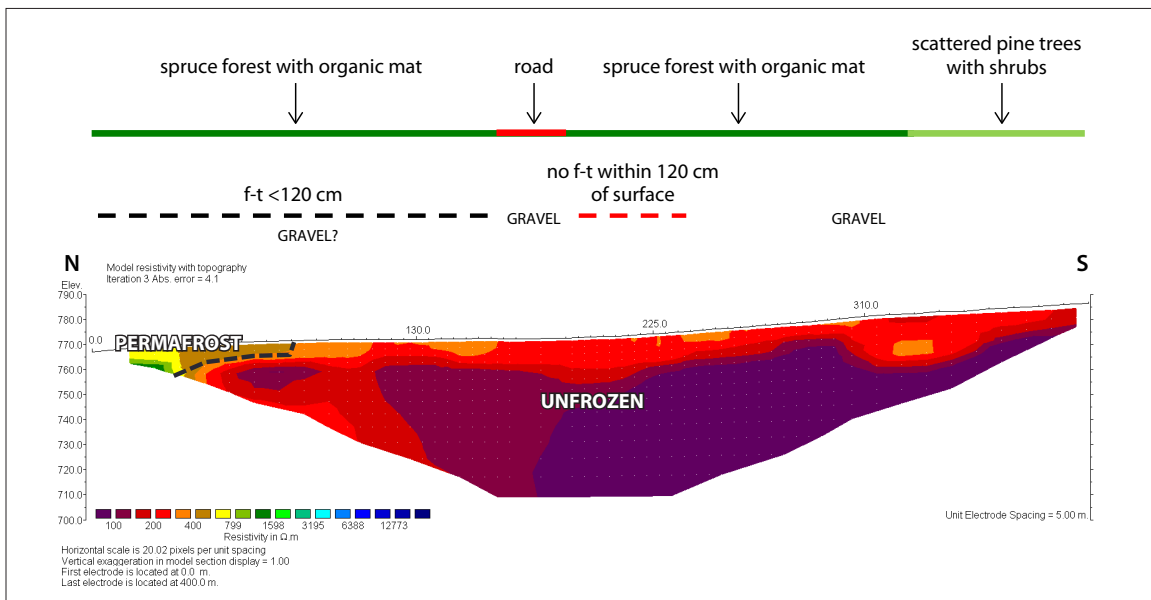 scattered pine trees
with shrubs
spruce forest with organic mat
road
spruce forest with organic mat
no f-t within 120 cm
of surface
f-t <120 cm
GRAVEL
GRAVEL
GRAVEL?
N
S
Model resistivity with topography
Iteration 3 Abs. error = 4.1
Elev.
790.0
780.0
770.0
760.0
750.0
740.0
730.0
720.0
710.0
700.0
0.0
130.0
225.0
310.0
PERMAFROST
UNFROZEN
100 200 400 799 1598 3195 6388 12773
Resistivity in Ω.m
Unit Electrode Spacing = 5.00 m.
Horizontal scale is 20.02 pixels per unit spacing
Vertical exaggeration in model section display = 1.00
First electrode is located at 0.0 m.
Last electrode is located at 400.0 m.